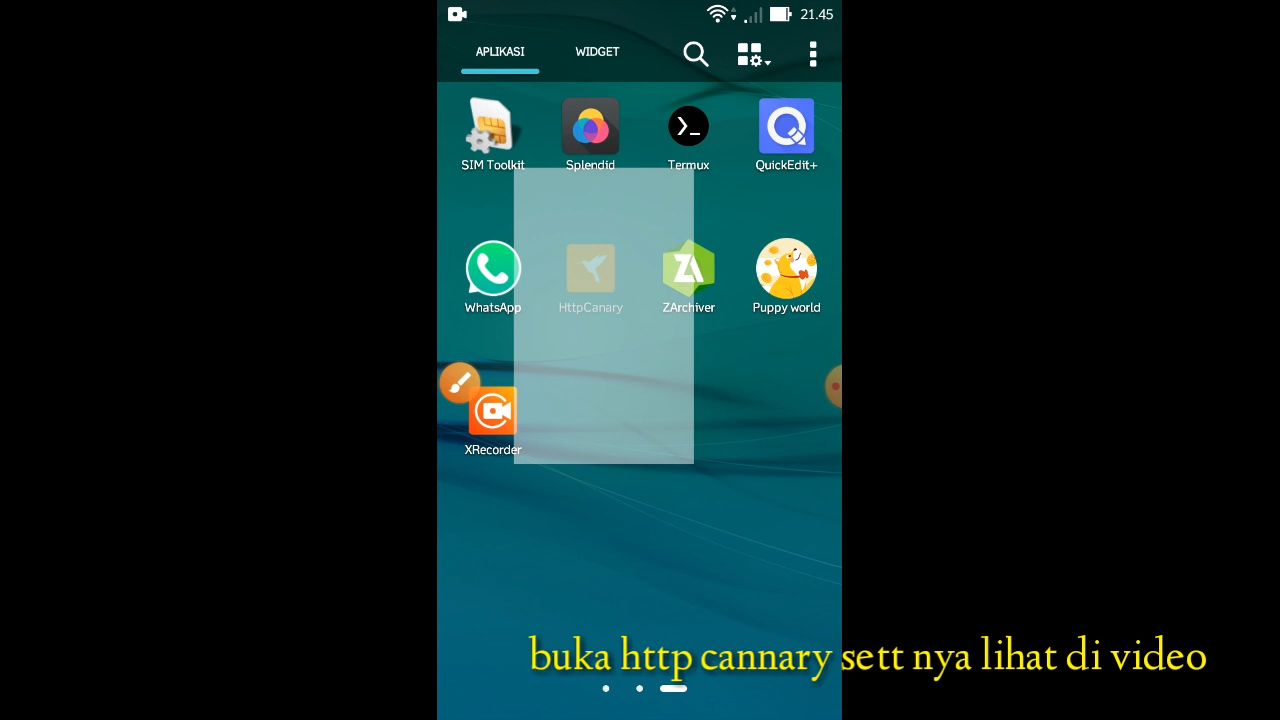 21.45
APLIKASI WIDGET
SIM Toolkit Splendid Termux QuickEdit+
WhatsApp HttpCanary ZArchiver Puppy world
XRecorder
buka http cannary sett nya lihat di video